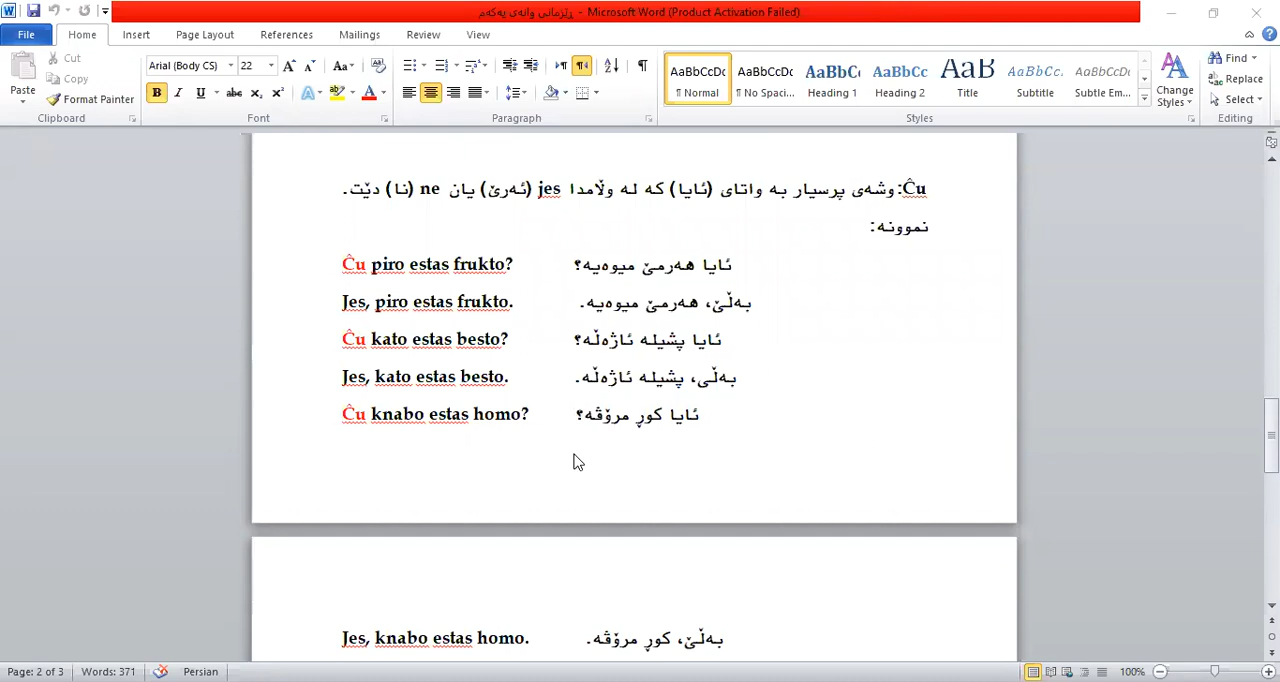 ڕێزمانی وانەی یەکەم - Microsoft Word (Product Activation Failed)
File Home Insert Page Layout References Mailings Review View
Paste
Cut
Copy
Format Painter
Clipboard
Arial (Body CS) 22
Font
Paragraph
AaBbCcDc AaBbCcDc AaBbCc AaBbCc AaB AaBbCc. AaBbCcDc
¶ Normal ¶ No Spaci... Heading 1 Heading 2 Title Subtitle Subtle Em...
Change Styles
Styles
Find
Replace
Select
Editing
Ĉu: وشەی پرسیار بە واتای (ئایا) کە لە وڵامدا jes (ئەرێ) یان ne (نا) دێت.
نموونە:
Ĉu piro estas frukto? ئایا هەرمێ میوەیە؟
Jes, piro estas frukto. بەڵێ، هەرمێ میوەیە.
Ĉu kato estas besto? ئایا پشیلە ئاژەڵە؟
Jes, kato estas besto. بەڵی، پشیلە ئاژەڵە.
Ĉu knabo estas homo? ئایا کوڕ مرۆڤە؟
Jes, knabo estas homo. بەڵێ، کوڕ مرۆڤە.
Page: 2 of 3 Words: 371 Persian 100%